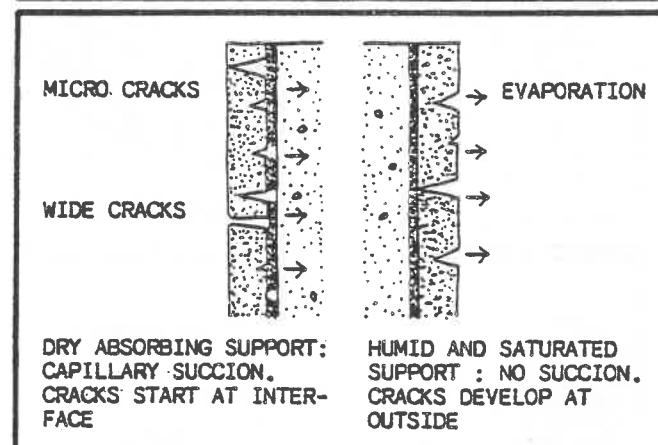 MICRO CRACKS
EVAPORATION
WIDE CRACKS
DRY ABSORBING SUPPORT:
CAPILLARY SUCCION.
CRACKS START AT INTER-
FACE
HUMID AND SATURATED
SUPPORT : NO SUCCION.
CRACKS DEVELOP AT
OUTSIDE